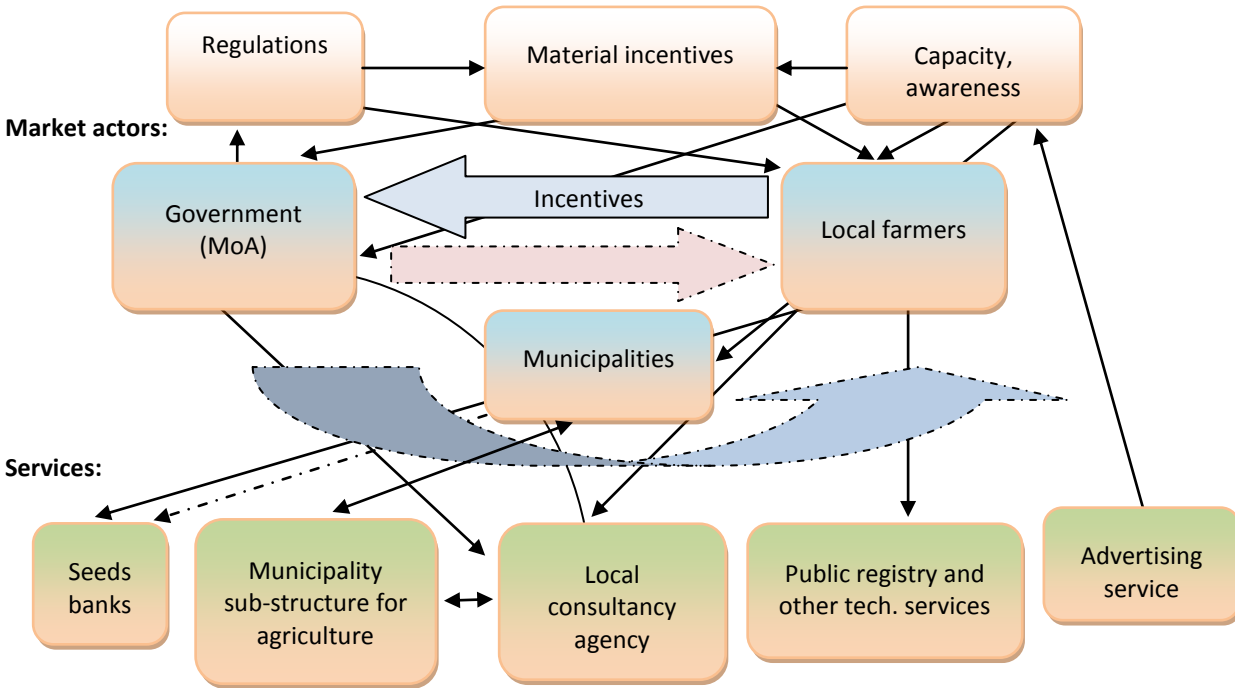 Regulations
Material incentives
Capacity,
awareness
Market actors:
Government
(MoA)
Incentives
Local farmers
Municipalities
Services:
Seeds
banks
Municipality
sub-structure for
agriculture
Local
consultancy
agency
Public registry and
other tech. services
Advertising
service